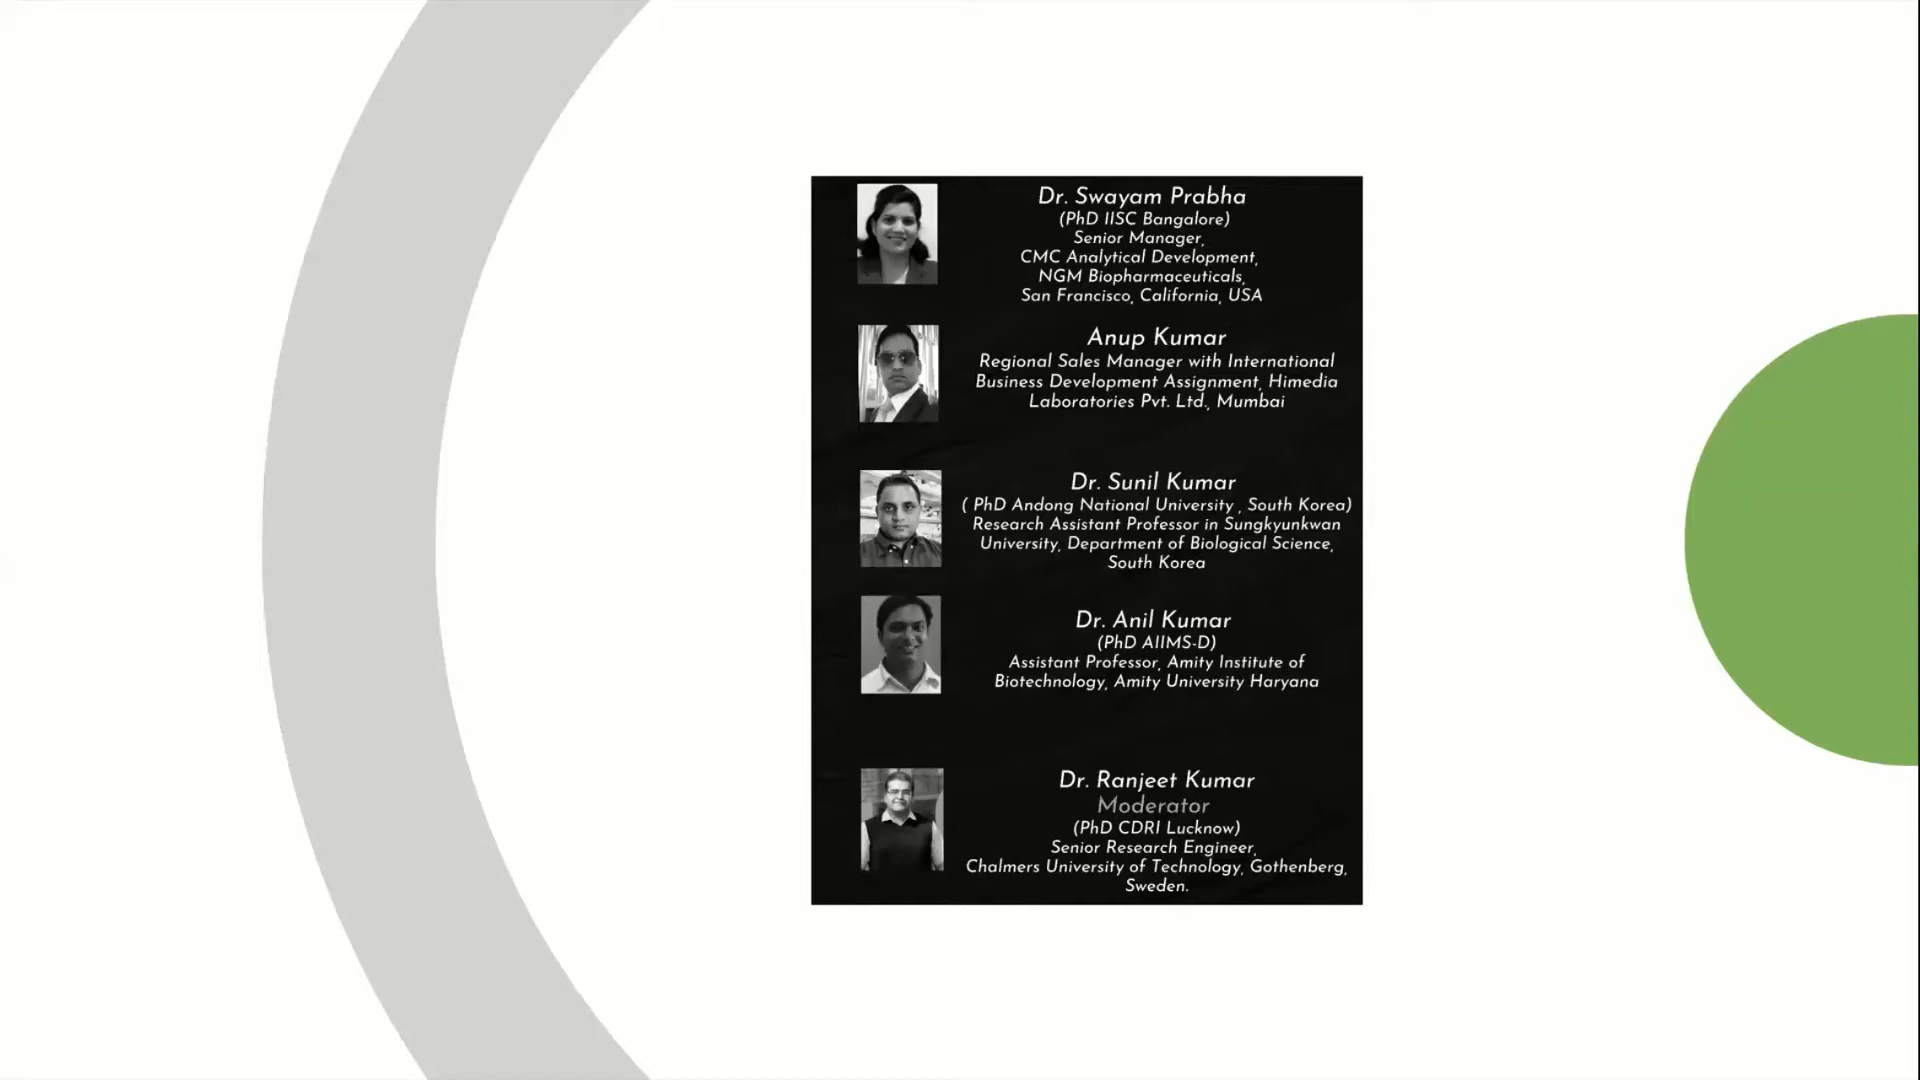 Dr. Swayam Prabha
(PhD IISC Bangalore)
Senior Manager,
CMC Analytical Development,
NGM Biopharmaceuticals,
San Francisco, California, USA
Anup Kumar
Regional Sales Manager with International
Business Development Assignment, Himedia
Laboratories Pvt. Ltd., Mumbai
Dr. Sunil Kumar
( PhD Andong National University , South Korea)
Research Assistant Professor in Sungkyunkwan
University, Department of Biological Science,
South Korea
Dr. Anil Kumar
(PhD AIIMS-D)
Assistant Professor, Amity Institute of
Biotechnology, Amity University Haryana
Dr. Ranjeet Kumar
Moderator
(PhD CDRI Lucknow)
Senior Research Engineer,
Chalmers University of Technology, Gothenberg,
Sweden.